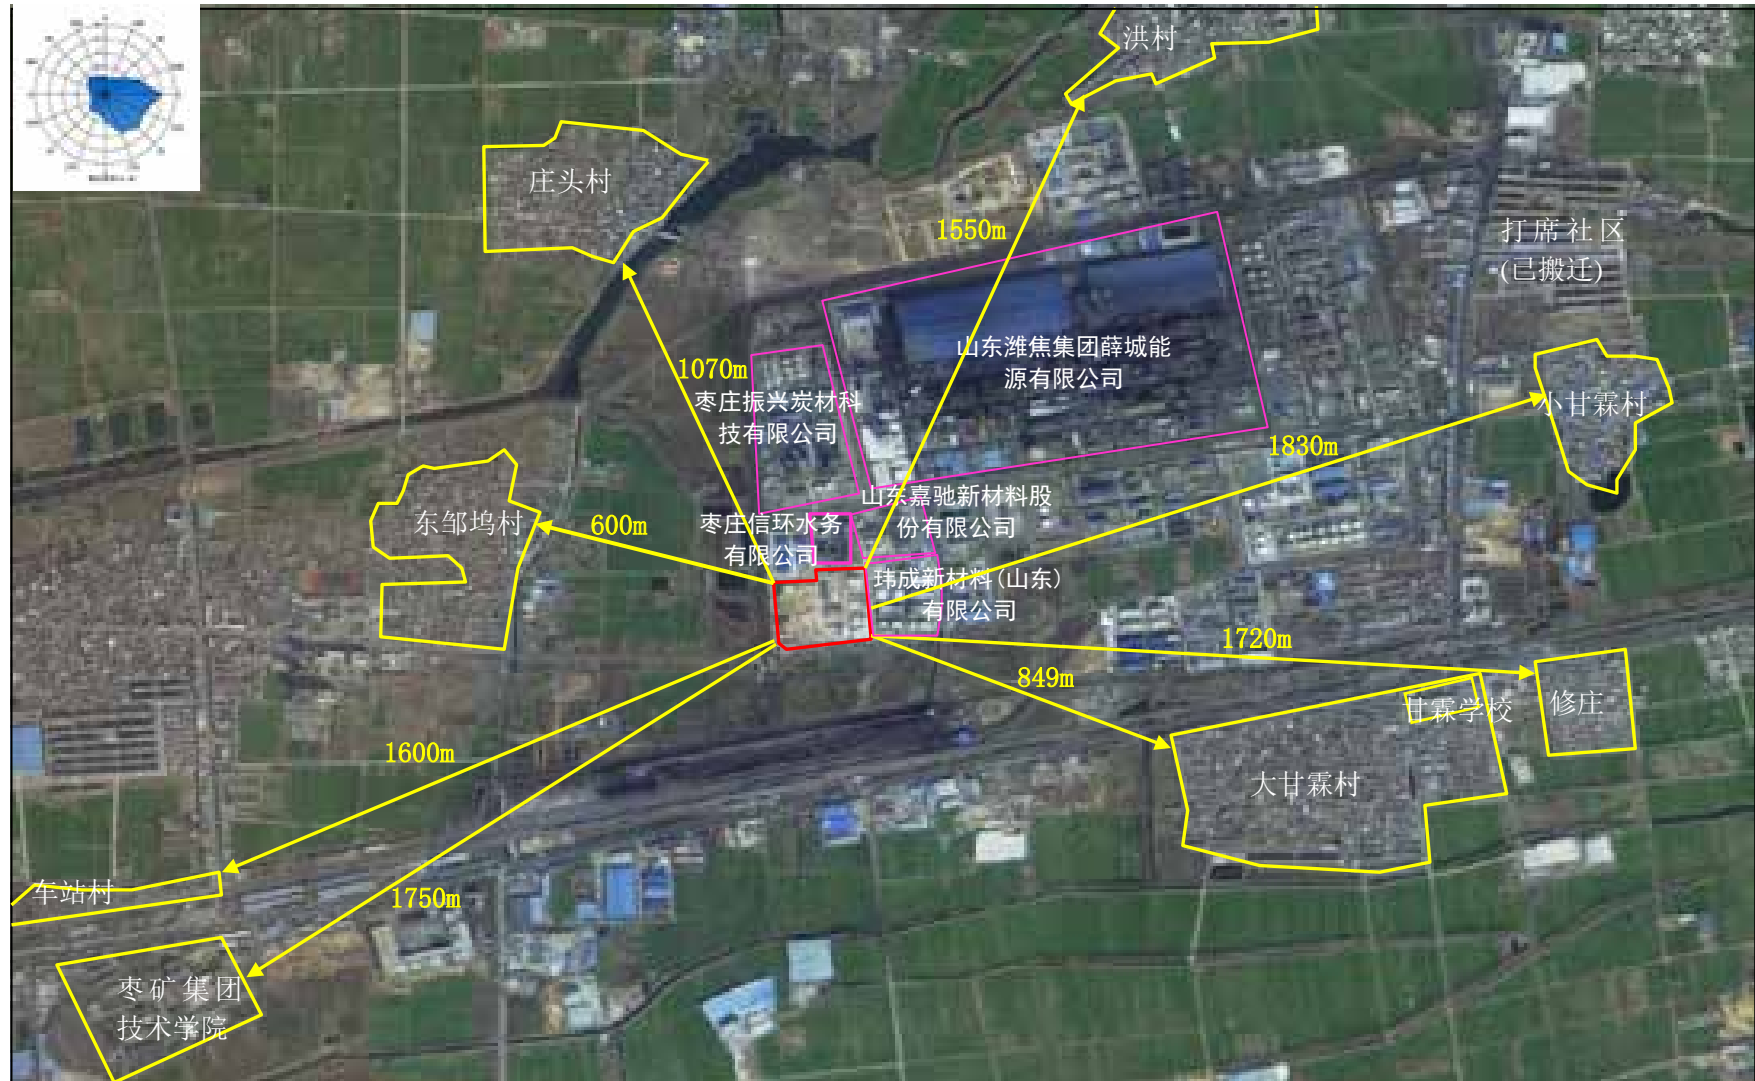 洪村
庄头村
1550m
打席社区
(已搬迁)
山东潍焦集团薛城能
源有限公司
1070m
枣庄振兴炭材料科
技有限公司
小甘霖村
1830m
山东嘉驰新材料股
份有限公司
东邹坞村
600m
枣庄信环水务
有限公司
玮成新材料(山东)
有限公司
1720m
849m
甘霖学校
修庄
1600m
大甘霖村
车站村
1750m
枣矿集团
技术学院